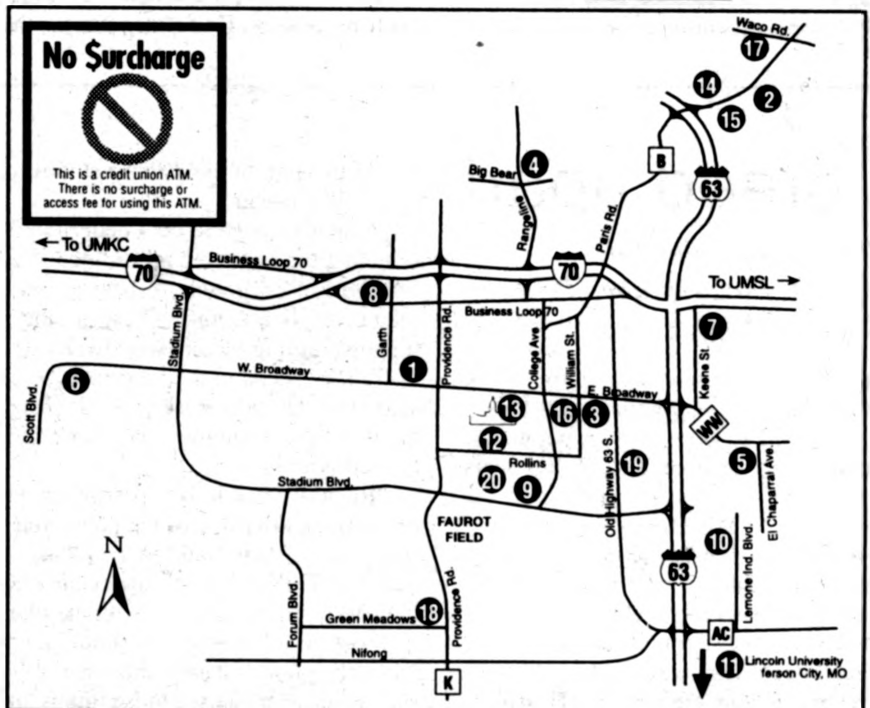 No $urcharge
This is a credit union ATM.
There is no surcharge or
access fee for using this ATM.
Waco Rd.
17
14
2
15
4
Big Bear
B
63
Rangeline
Paris Rd.
← To UMKC
70
Business Loop 70
70
To UMSL →
8
Business Loop 70
7
Stadium Blvd.
Garth
Providence Rd.
College Ave
William St.
Keene St.
1
W. Broadway
6
E. Broadway
Scott Blvd.
13
16
3
WW
12
Rollins
19
5
El Chaparral Ave.
20
9
Stadium Blvd.
Old Highway 63 S.
FAUROT
FIELD
10
N
63
Lemone Ind. Blvd.
Forum Blvd.
Green Meadows
18
Providence Rd.
Nifong
AC
K
11
Lincoln University
ferson City, MO